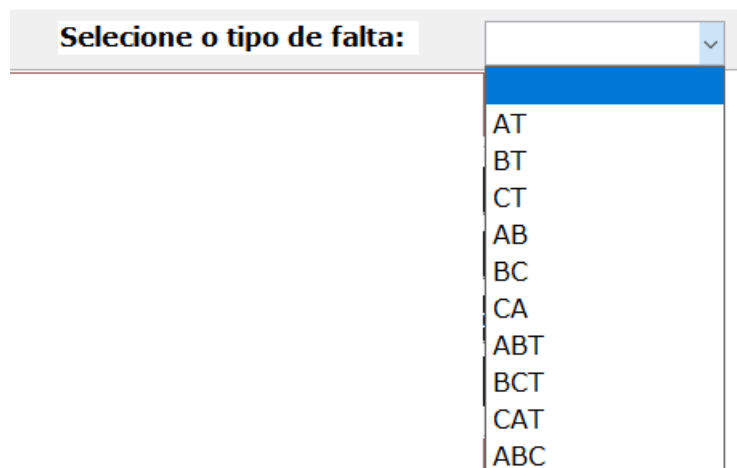 Selecione o tipo de falta:
AT
BT
CT
AB
BC
CA
ABT
BCT
CAT
ABC